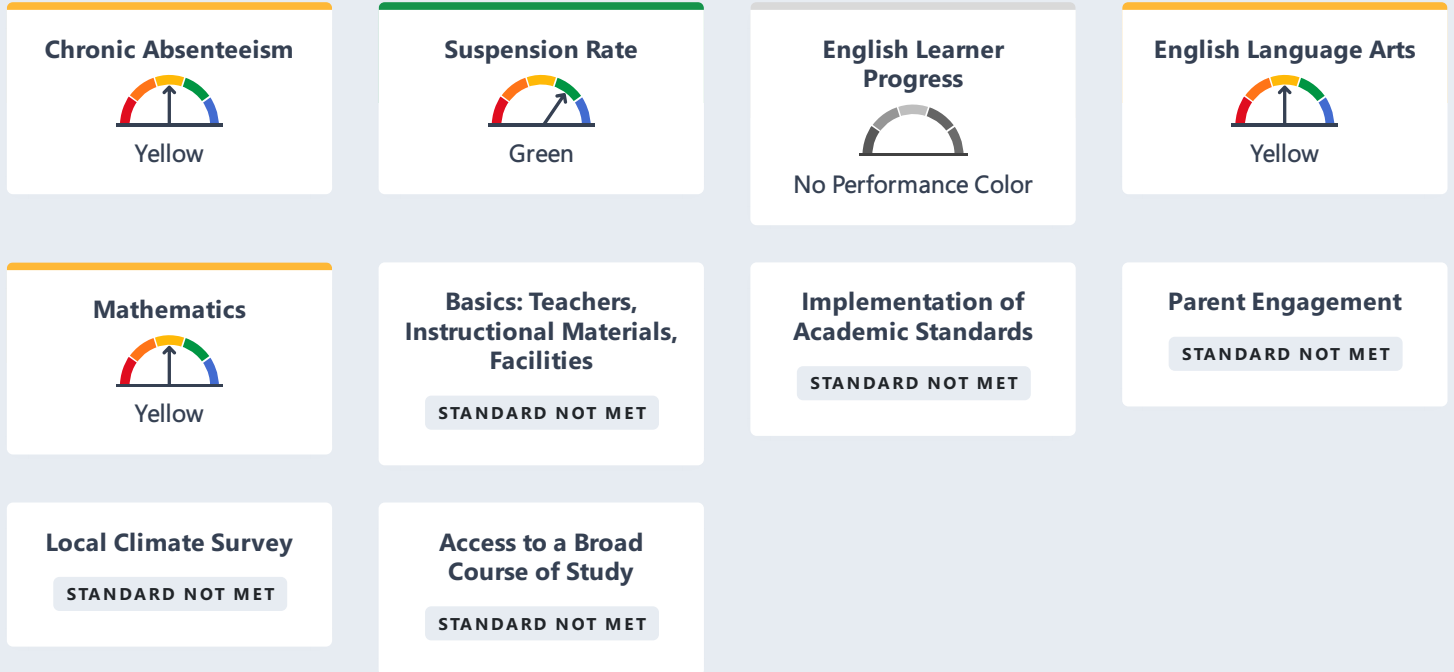 Chronic Absenteeism
Yellow
Suspension Rate
Green
English Learner
Progress
No Performance Color
English Language Arts
Yellow
Mathematics
Yellow
Basics: Teachers,
Instructional Materials,
Facilities
STANDARD NOT MET
Implementation of
Academic Standards
STANDARD NOT MET
Parent Engagement
STANDARD NOT MET
Local Climate Survey
STANDARD NOT MET
Access to a Broad
Course of Study
STANDARD NOT MET